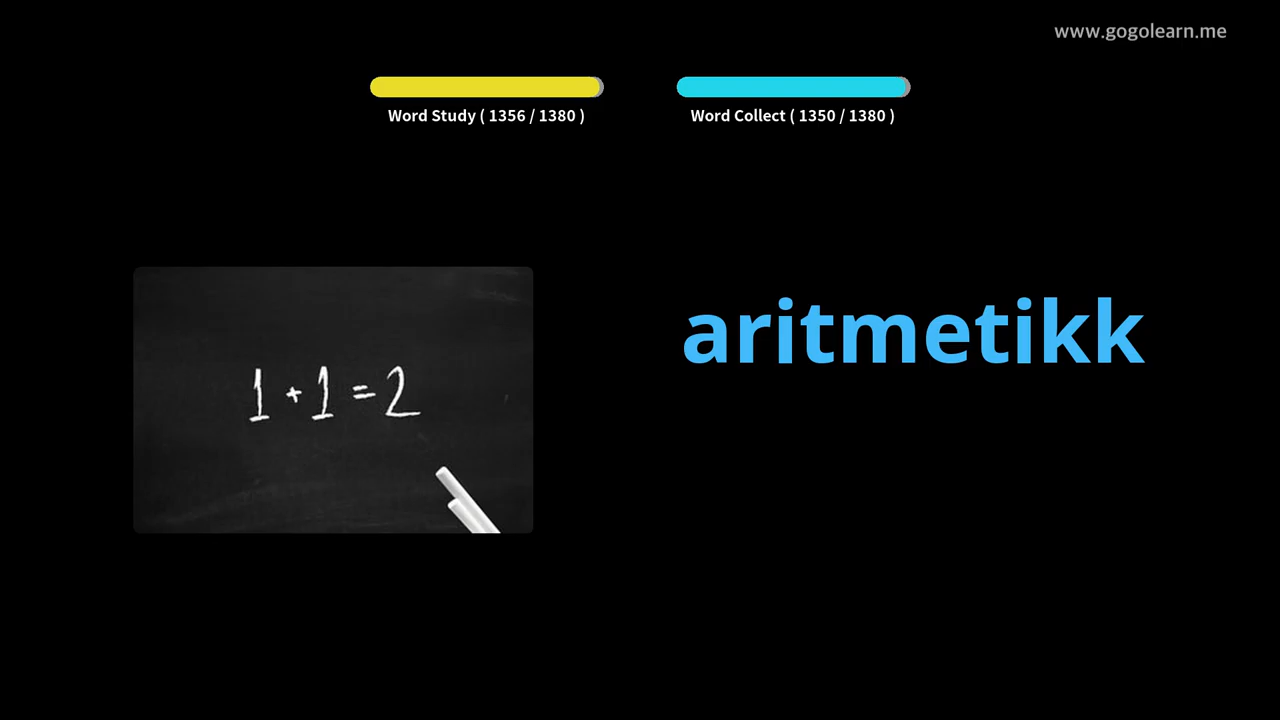 www.gogolearn.me
Word Study ( 1356 / 1380 )
Word Collect ( 1350 / 1380 )
aritmetikk
1 + 1 = 2